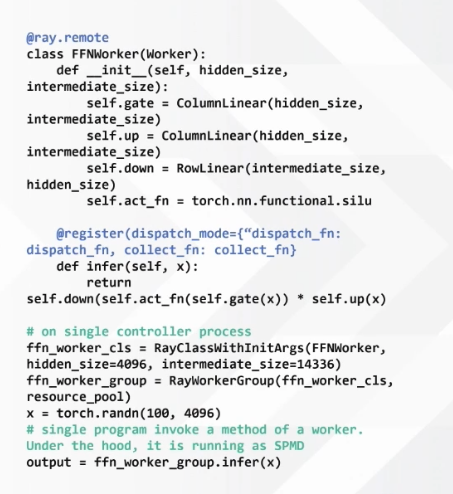 @ray.remote
class FFNWorker(Worker):
    def __init__(self, hidden_size,
intermediate_size):
        self.gate = ColumnLinear(hidden_size,
intermediate_size)
        self.up = ColumnLinear(hidden_size,
intermediate_size)
        self.down = RowLinear(intermediate_size,
hidden_size)
        self.act_fn = torch.nn.functional.silu
    @register(dispatch_mode={“dispatch_fn:
dispatch_fn, collect_fn: collect_fn}
    def infer(self, x):
        return
self.down(self.act_fn(self.gate(x)) * self.up(x)
# on single controller process
ffn_worker_cls = RayClassWithInitArgs(FFNWorker,
hidden_size=4096, intermediate_size=14336)
ffn_worker_group = RayWorkerGroup(ffn_worker_cls,
resource_pool)
x = torch.randn(100, 4096)
# single program invoke a method of a worker.
Under the hood, it is running as SPMD
output = ffn_worker_group.infer(x)